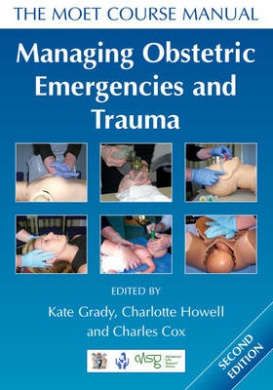 THE MOET COURSE MANUAL
Managing Obstetric
Emergencies and
Trauma
EDITED BY
Kate Grady, Charlotte Howell
and Charles Cox
SECOND
EDITION